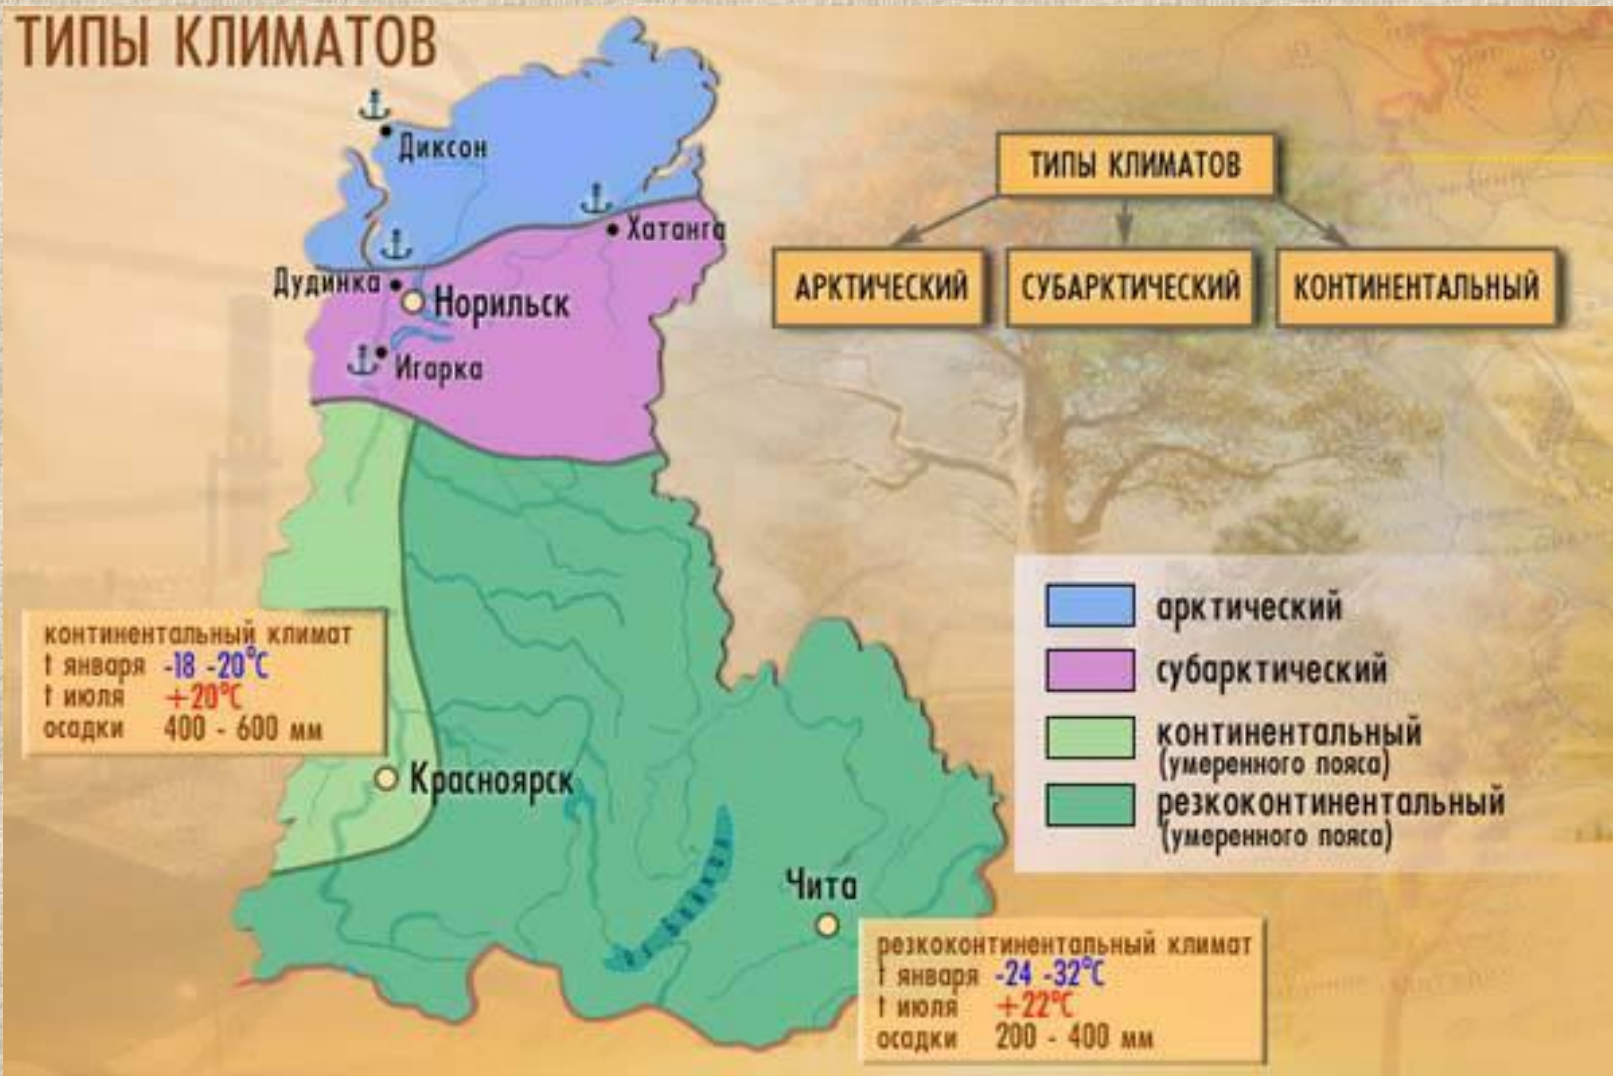 ТИПЫ КЛИМАТОВ
Диксон
Хатанга
Дудинка
Норильск
Игарка
ТИПЫ КЛИМАТОВ
АРКТИЧЕСКИЙ
СУБАРКТИЧЕСКИЙ
КОНТИНЕНТАЛЬНЫЙ
континентальный климат
t января -18 -20°C
t июля +20°C
осадки 400 - 600 мм
Красноярск
арктический
субарктический
континентальный
(умеренного пояса)
резкоконтинентальный
(умеренного пояса)
Чита
оз. Байкал
резкоконтинентальный климат
t января -24 -32°C
t июля +22°C
осадки 200 - 400 мм